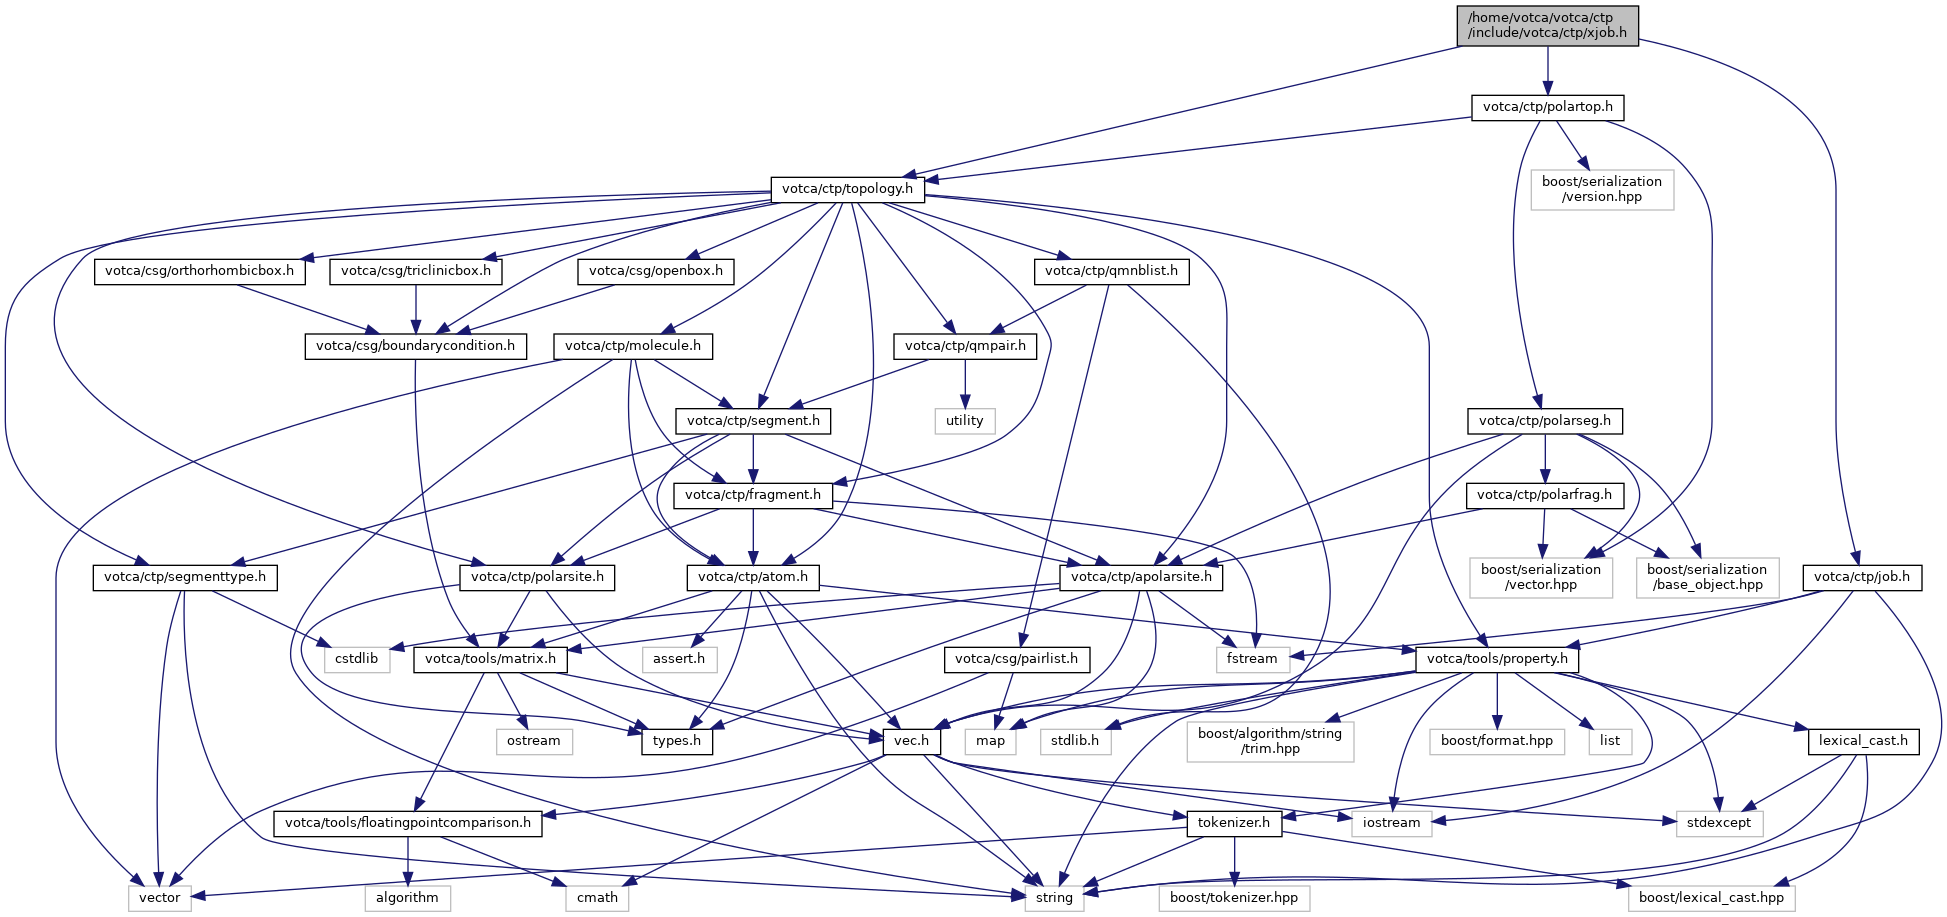 /home/votca/votca/ctp
/include/votca/ctp/xjob.h
votca/ctp/polartop.h
votca/ctp/topology.h
boost/serialization
/version.hpp
votca/csg/orthorhombicbox.h
votca/csg/triclinicbox.h
votca/csg/openbox.h
votca/ctp/qmnblist.h
votca/csg/boundarycondition.h
votca/ctp/molecule.h
votca/ctp/qmpair.h
votca/ctp/segment.h
utility
votca/ctp/polarseg.h
votca/ctp/fragment.h
votca/ctp/polarfrag.h
votca/ctp/segmenttype.h
votca/ctp/polarsite.h
votca/ctp/atom.h
votca/ctp/apolarsite.h
boost/serialization
/vector.hpp
boost/serialization
/base_object.hpp
votca/ctp/job.h
cstdlib
votca/tools/matrix.h
assert.h
votca/csg/pairlist.h
fstream
votca/tools/property.h
ostream
types.h
vec.h
map
stdlib.h
boost/algorithm/string
/trim.hpp
boost/format.hpp
list
lexical_cast.h
votca/tools/floatingpointcomparison.h
tokenizer.h
iostream
stdexcept
vector
algorithm
cmath
string
boost/tokenizer.hpp
boost/lexical_cast.hpp